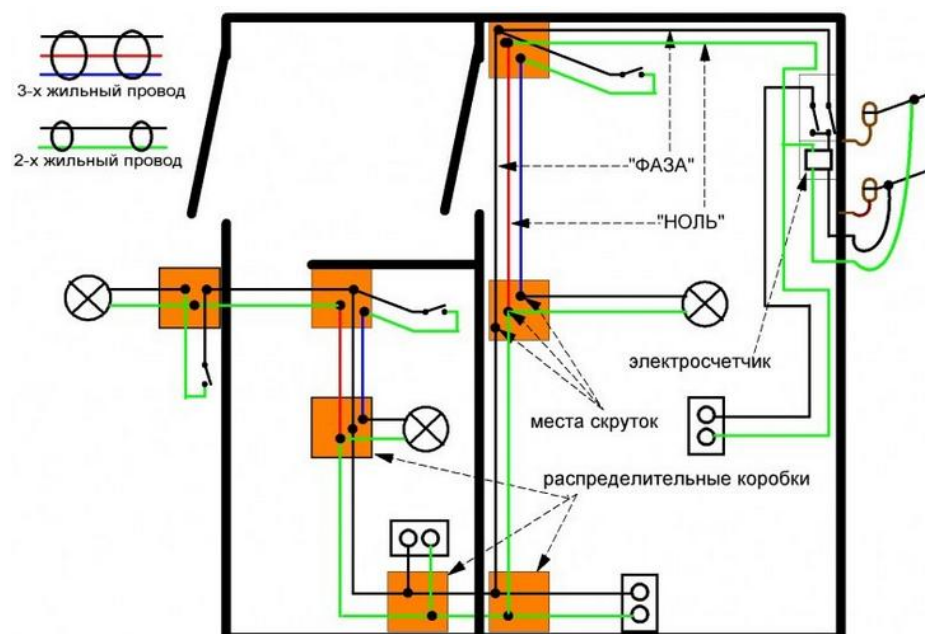 3-х жильный провод
2-х жильный провод
"ФАЗА"
"НОЛЬ"
электросчетчик
места скруток
распределительные коробки